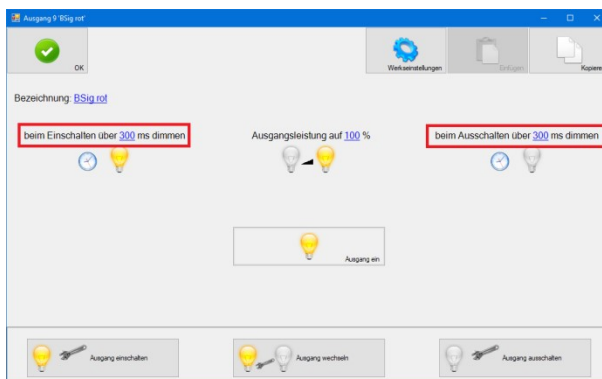 Ausgang 9 'BSig rot'
OK
Werkseinstellungen
Einfügen
Kopieren
Bezeichnung: BSig rot
beim Einschalten über 300 ms dimmen
Ausgangsleistung auf 100 %
beim Ausschalten über 300 ms dimmen
Ausgang ein
Ausgang einschalten
Ausgang wechseln
Ausgang ausschalten